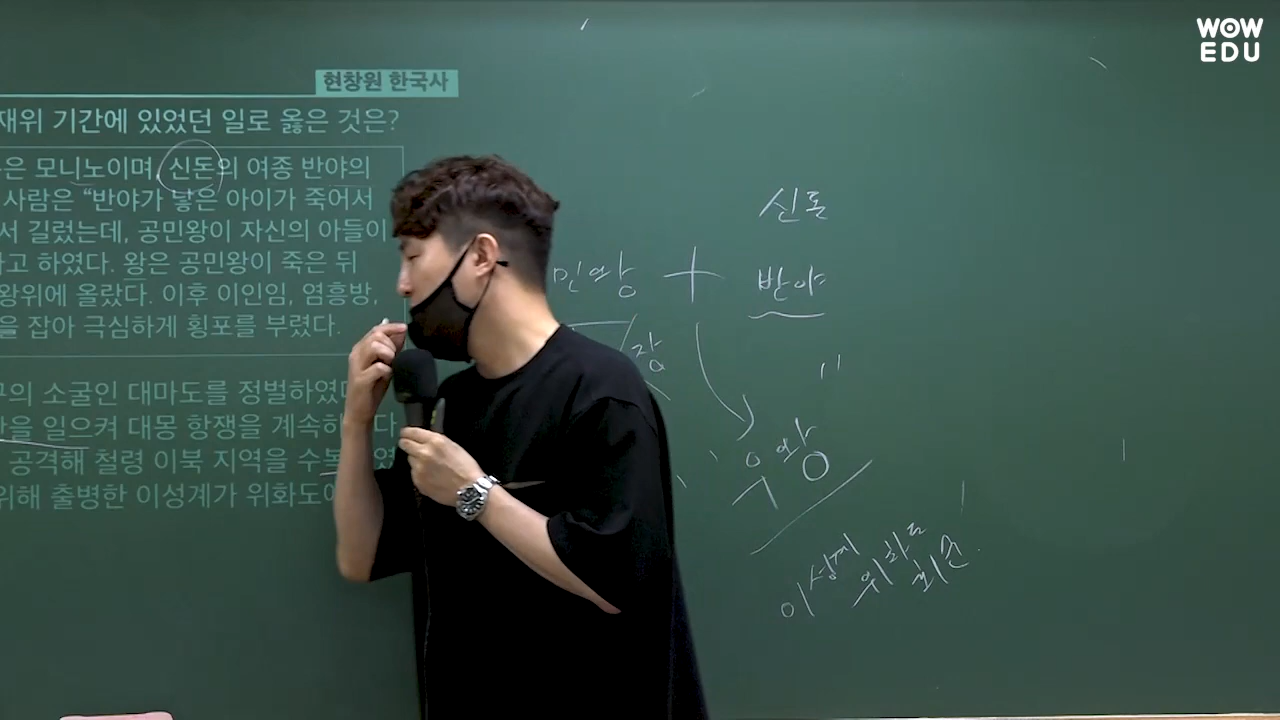 WOW
EDU
현창원 한국사
재위 기간에 있었던 일로 옳은 것은?
은 모니노이며, 신돈의 여종 반야의
사람은 “반야가 낳은 아이가 죽어서
서 길렀는데, 공민왕이 자신의 아들이
고 하였다. 왕은 공민왕이 죽은 뒤
왕위에 올랐다. 이후 이인임, 염흥방,
을 잡아 극심하게 횡포를 부렸다.
의 소굴인 대마도를 정벌하였
을 일으켜 대몽 항쟁을 계속하 다
공격해 철령 이북 지역을 수복
위해 출병한 이성계가 위화도에
신돈
민왕 + 반야
장
우왕
이성계 위화도 회군